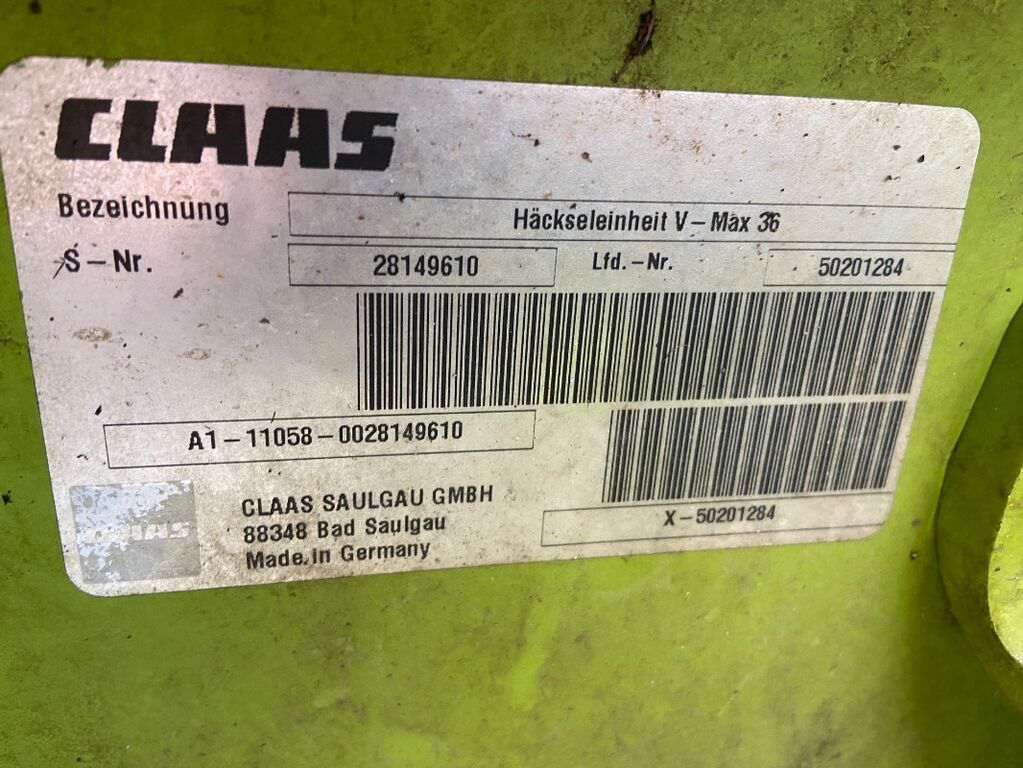 CLAAS
Bezeichnung Häckseleinheit V-Max 36
S-Nr. 28149610 Lfd.-Nr. 50201284
A1-11058-0028149610
CLAAS SAULGAU GMBH
88348 Bad Saulgau
Made in Germany
X-50201284
CLAAS